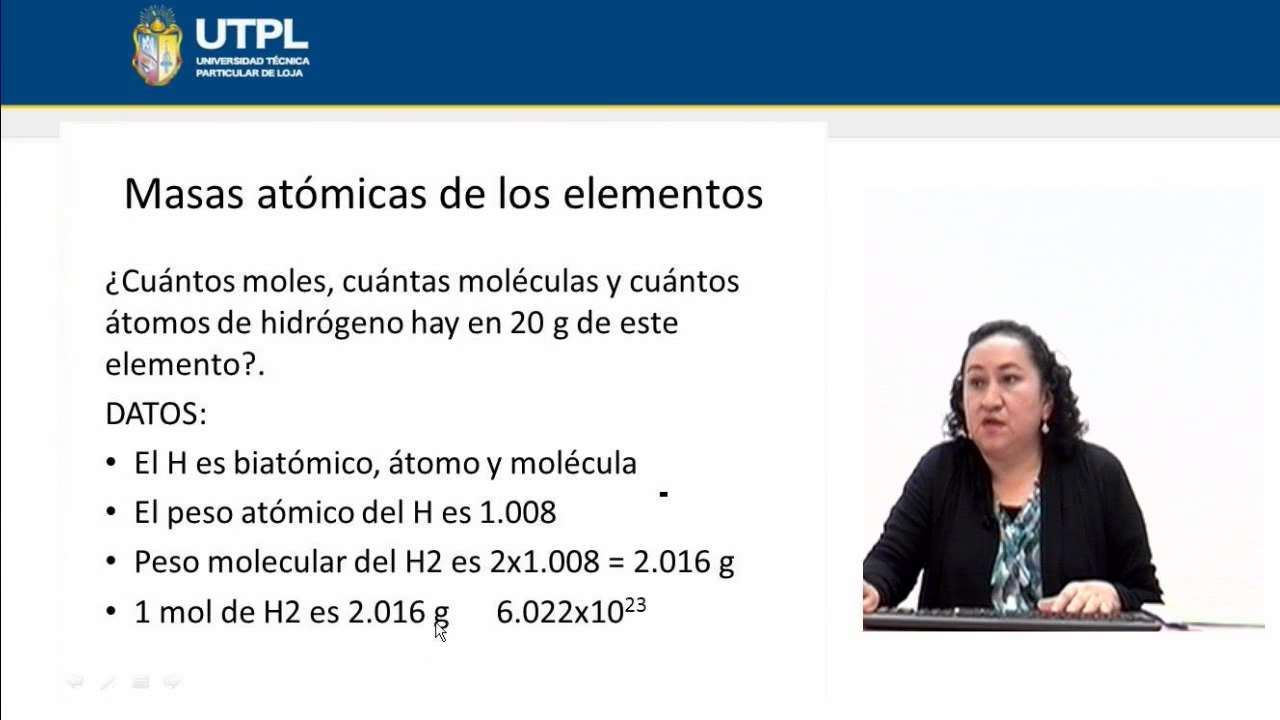 UTPL
UNIVERSIDAD TÉCNICA
PARTICULAR DE LOJA
Masas atómicas de los elementos
¿Cuántos moles, cuántas moléculas y cuántos
átomos de hidrógeno hay en 20 g de este
elemento?.
DATOS:
• El H es biatómico, átomo y molécula
• El peso atómico del H es 1.008
• Peso molecular del H2 es 2x1.008 = 2.016 g
• 1 mol de H2 es 2.016 g 6.022x10²³